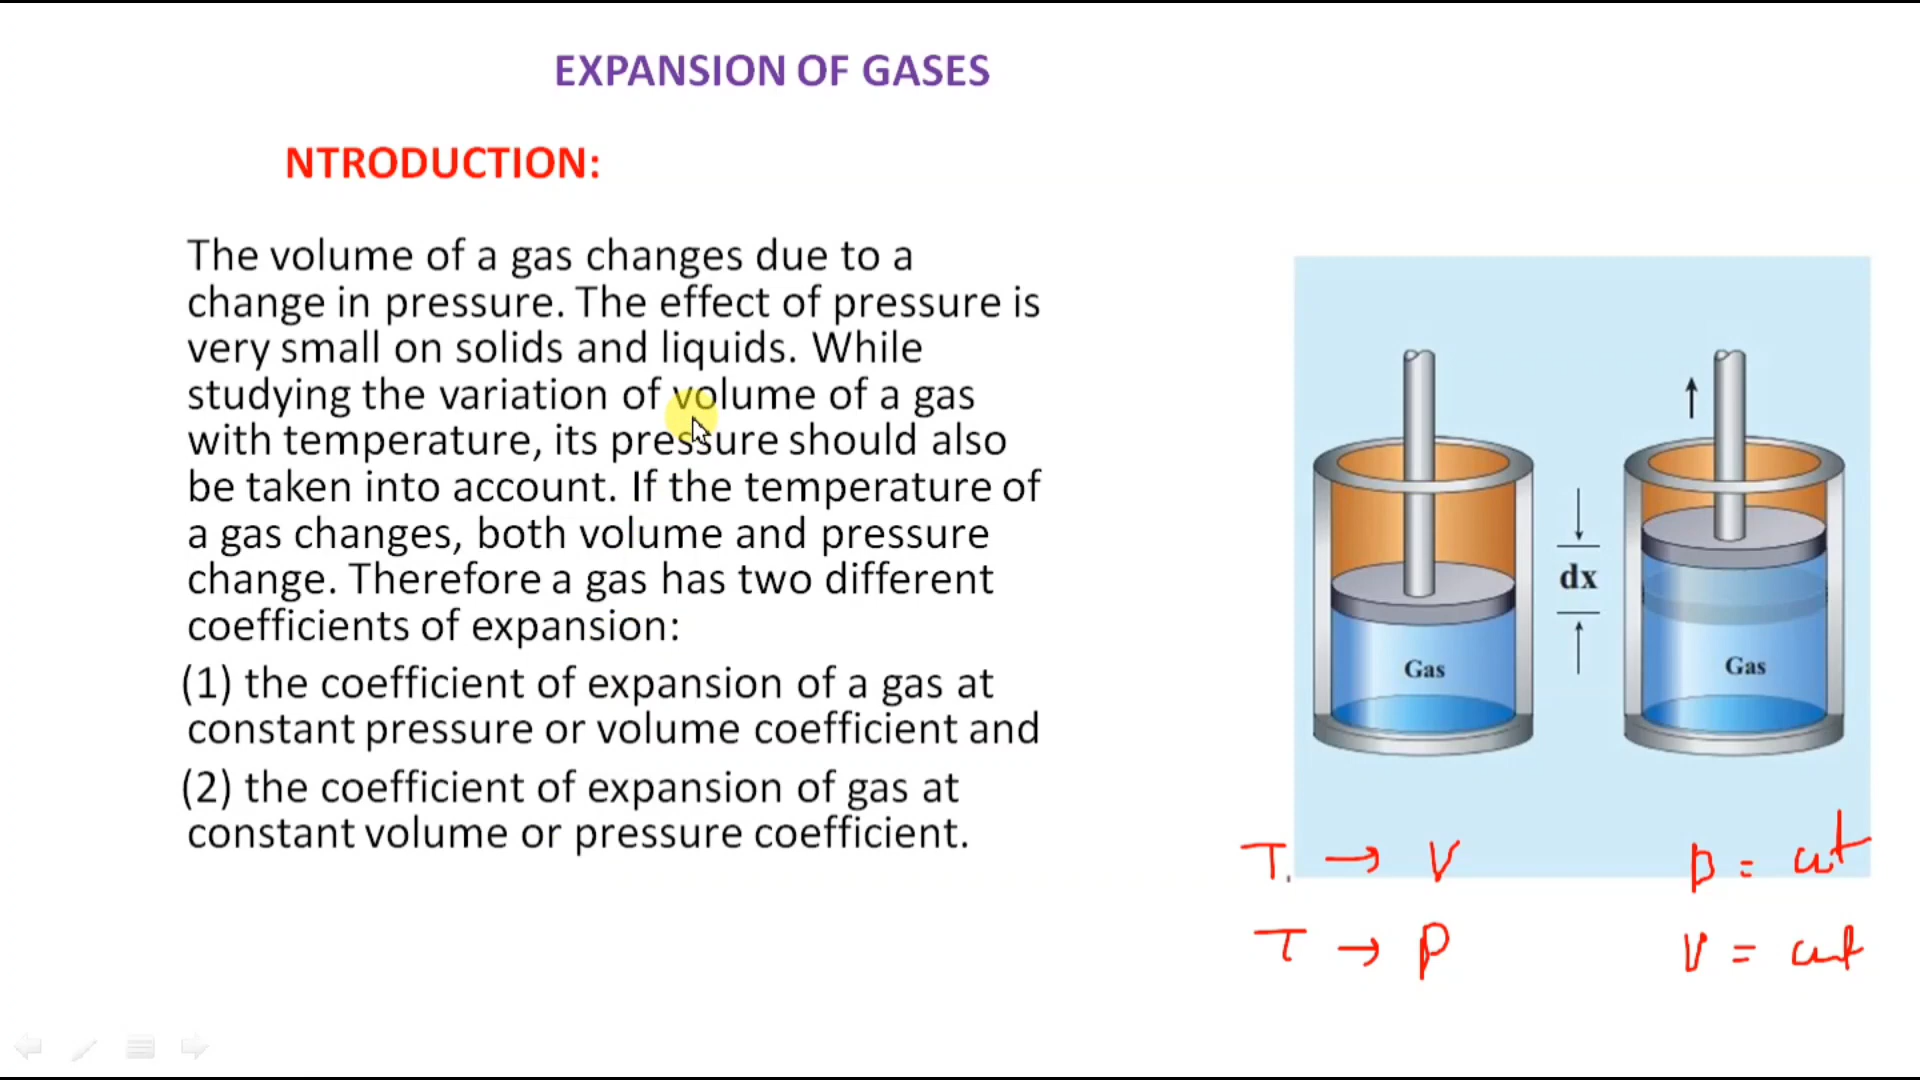 EXPANSION OF GASES
NTRODUCTION:
The volume of a gas changes due to a
change in pressure. The effect of pressure is
very small on solids and liquids. While
studying the variation of volume of a gas
with temperature, its pressure should also
be taken into account. If the temperature of
a gas changes, both volume and pressure
change. Therefore a gas has two different
coefficients of expansion:
(1) the coefficient of expansion of a gas at
constant pressure or volume coefficient and
(2) the coefficient of expansion of gas at
constant volume or pressure coefficient.
dx
Gas
Gas
T → V
P =
T → P
V =